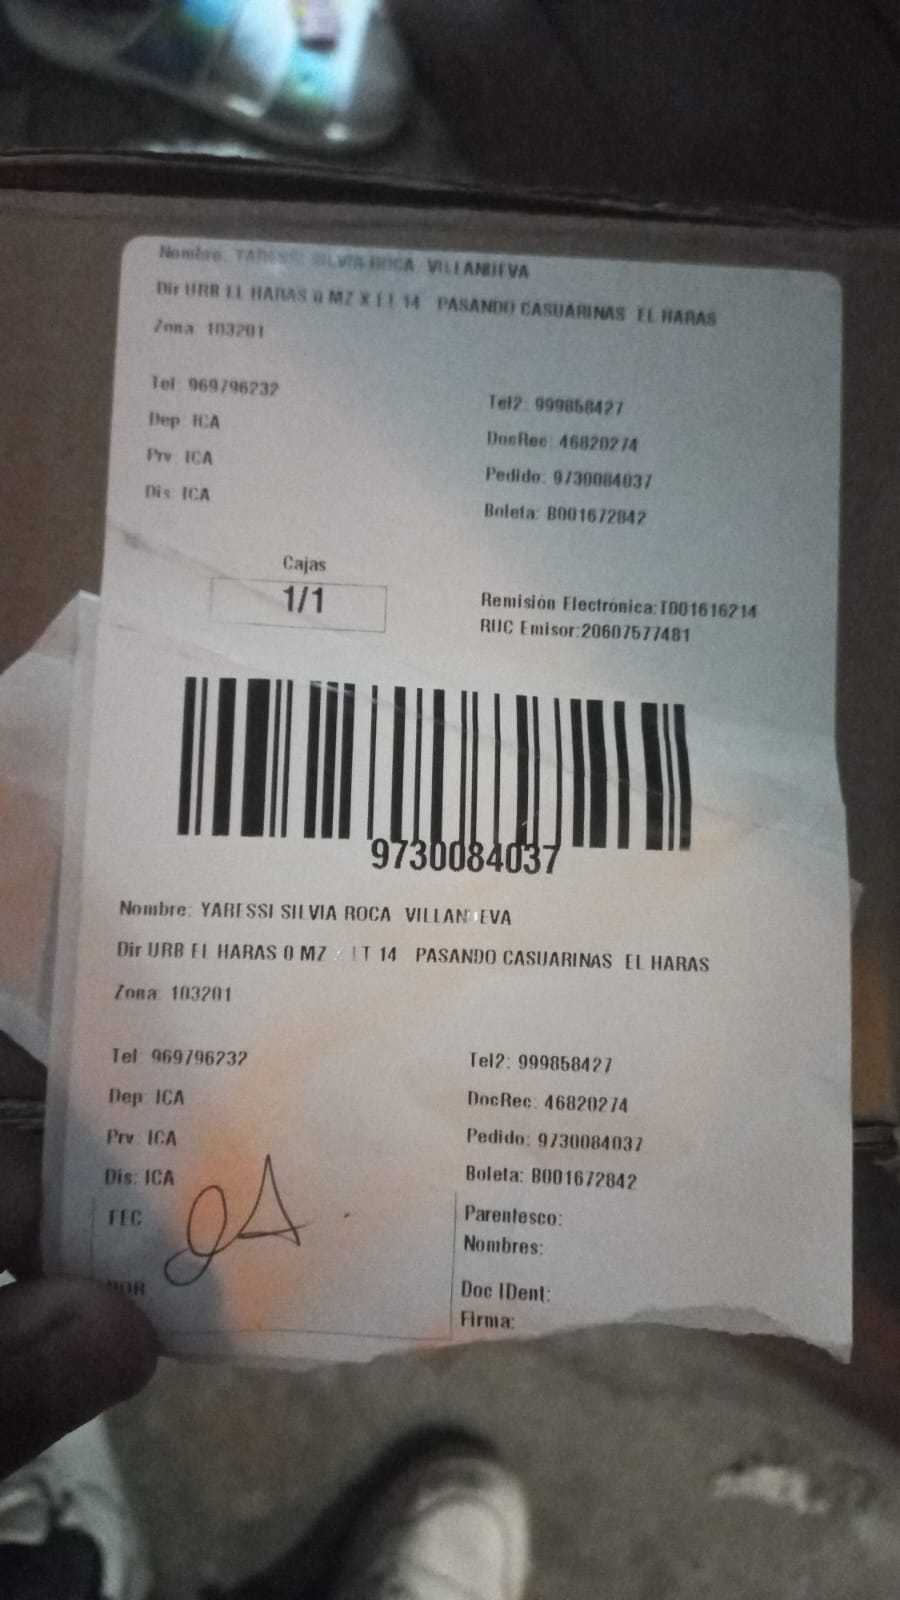 Nombre: YARESSI SILVIA ROCA VILLANUEVA
Dir URB EL HARAS 0 MZ X LT 14 PASANDO CASUARINAS EL HARAS
Zona: 103201
Tel: 969796232 Tel2: 999858427
Dep: ICA DocRec: 46820274
Prv: ICA Pedido: 9730084037
Dis: ICA Boleta: B001672842
Cajas
1/1
Remisión Electrónica:T001616214
RUC Emisor:20607577481
9730084037
Nombre: YARESSI SILVIA ROCA VILLANUEVA
Dir URB EL HARAS 0 MZ LT 14 PASANDO CASUARINAS EL HARAS
Zona: 103201
Tel: 969796232 Tel2: 999858427
Dep: ICA DocRec: 46820274
Prv: ICA Pedido: 9730084037
Dis: ICA Boleta: B001672842
FEC Parentesco:
Nombres:
HOR Doc IDent:
Firma: